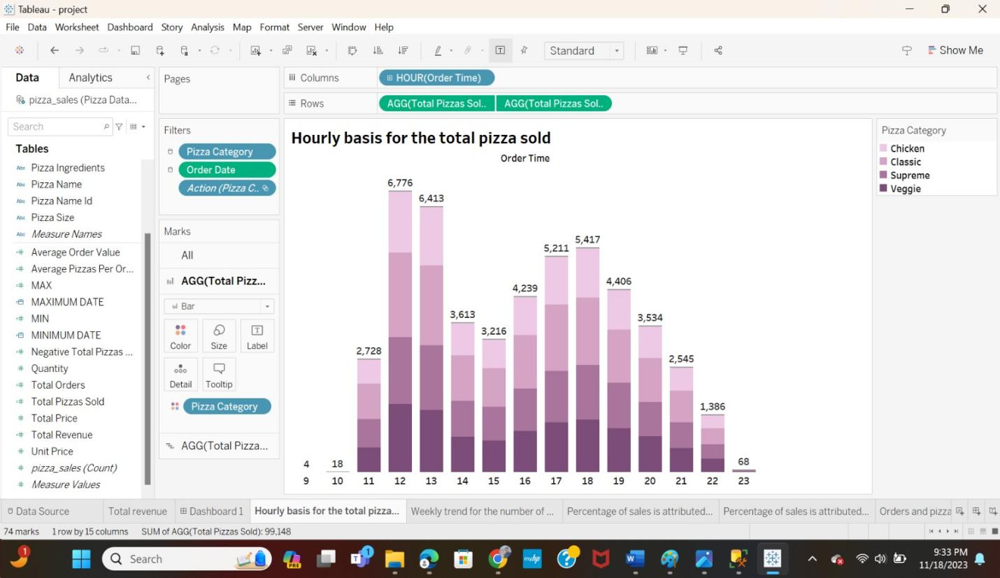 Tableau - project
File Data Worksheet Dashboard Story Analysis Map Format Server Window Help
Standard
Show Me
Data Analytics
pizza_sales (Pizza Data...
Search
Tables
Abc Pizza Ingredients
Abc Pizza Name
Abc Pizza Name Id
Abc Pizza Size
Abc Measure Names
Average Order Value
Average Pizzas Per Or...
MAX
MAXIMUM DATE
MIN
MINIMUM DATE
Negative Total Pizzas ...
Quantity
Total Orders
Total Pizzas Sold
Total Price
Total Revenue
Unit Price
pizza_sales (Count)
Measure Values
Pages
Filters
Pizza Category
Order Date
Action (Pizza C..
Marks
All
AGG(Total Pizz...
Bar
Color Size Label
Detail Tooltip
Pizza Category
AGG(Total Pizza...
Columns HOUR(Order Time)
Rows AGG(Total Pizzas Sol.. AGG(Total Pizzas Sol..
Hourly basis for the total pizza sold
Order Time
4 18 2,728 6,776 6,413 3,613 3,216 4,239 5,211 5,417 4,406 3,534 2,545 1,386 68
9 10 11 12 13 14 15 16 17 18 19 20 21 22 23
Pizza Category
Chicken
Classic
Supreme
Veggie
Data Source Total revenue Dashboard 1 Hourly basis for the total pizza... Weekly trend for the number of ... Percentage of sales is attributed... Percentage of sales is attributed... Orders and pizza
74 marks 1 row by 15 columns SUM of AGG(Total Pizzas Sold): 99,148
1 Search PRE 1 myhp W 9:33 PM
11/18/2023